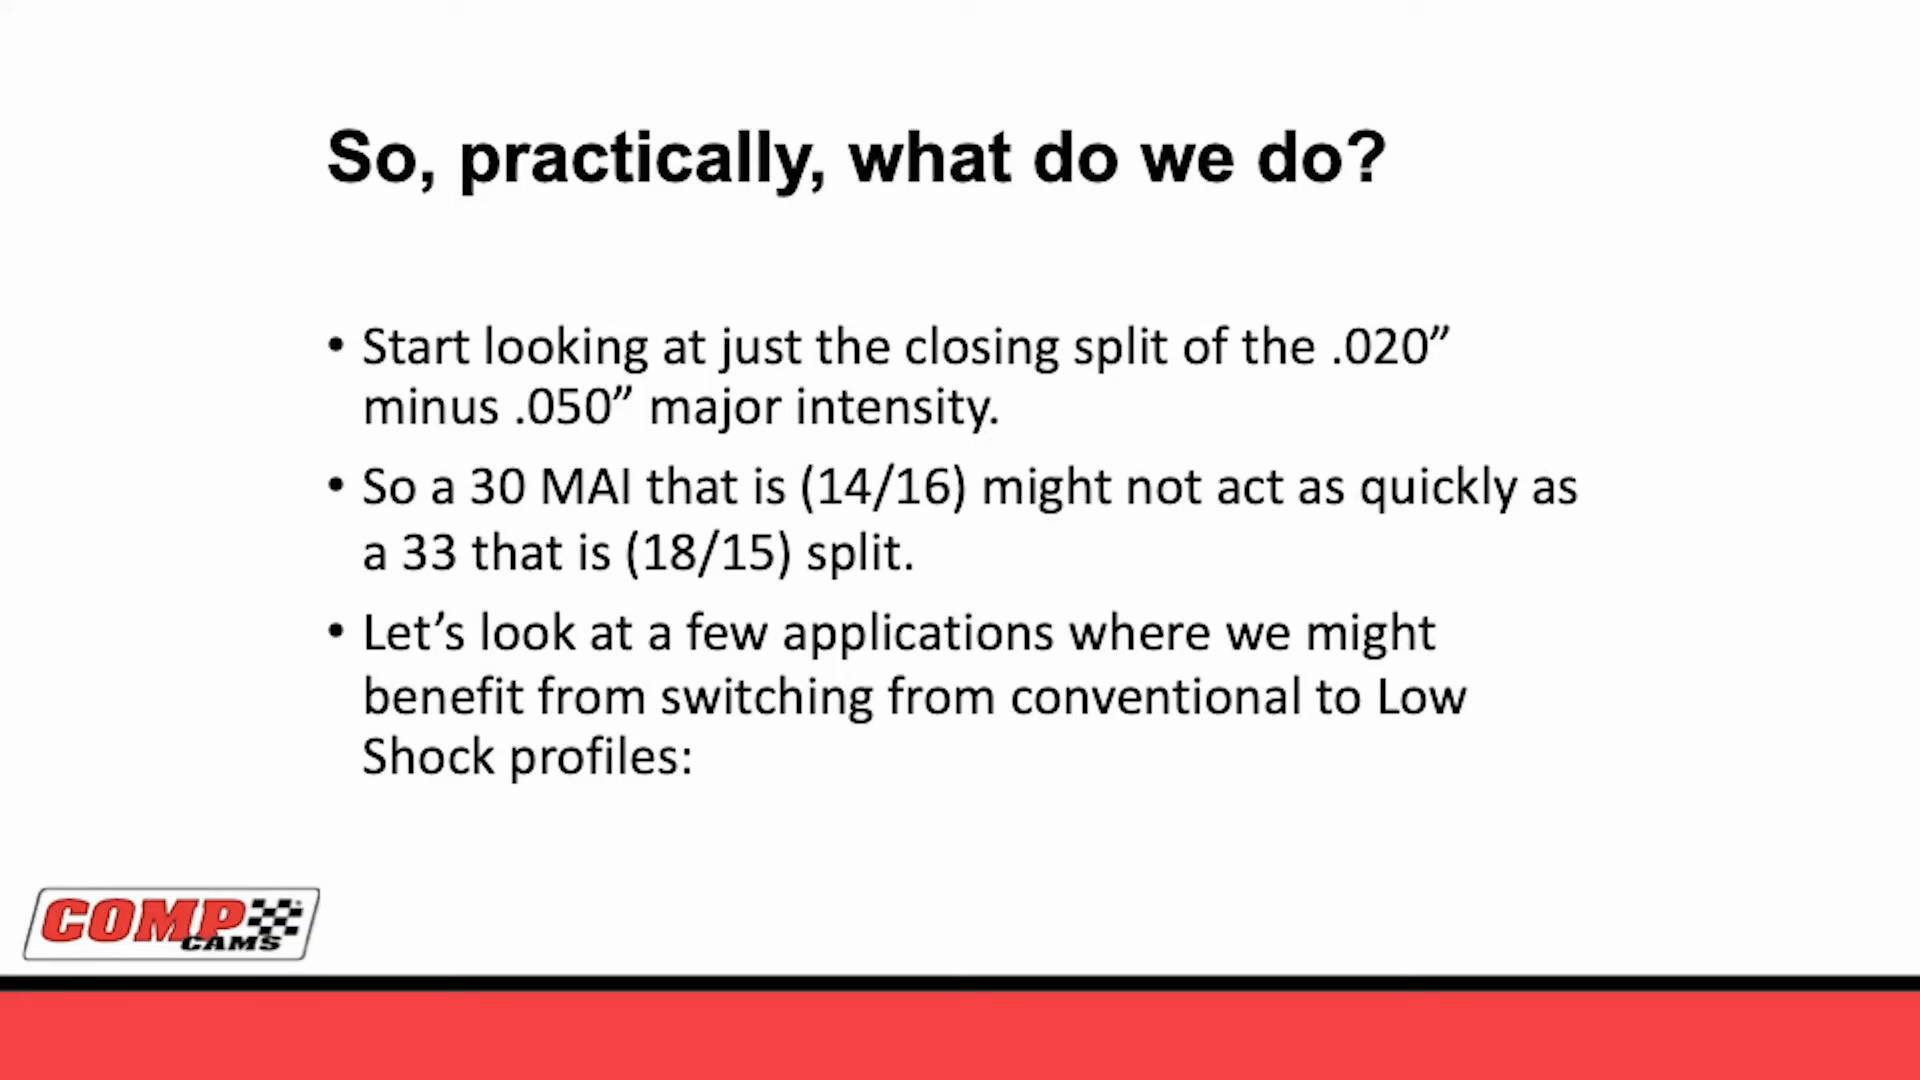 So, practically, what do we do?
• Start looking at just the closing split of the .020”
minus .050” major intensity.
• So a 30 MAI that is (14/16) might not act as quickly as
a 33 that is (18/15) split.
• Let’s look at a few applications where we might
benefit from switching from conventional to Low
Shock profiles:
COMP
CAMS